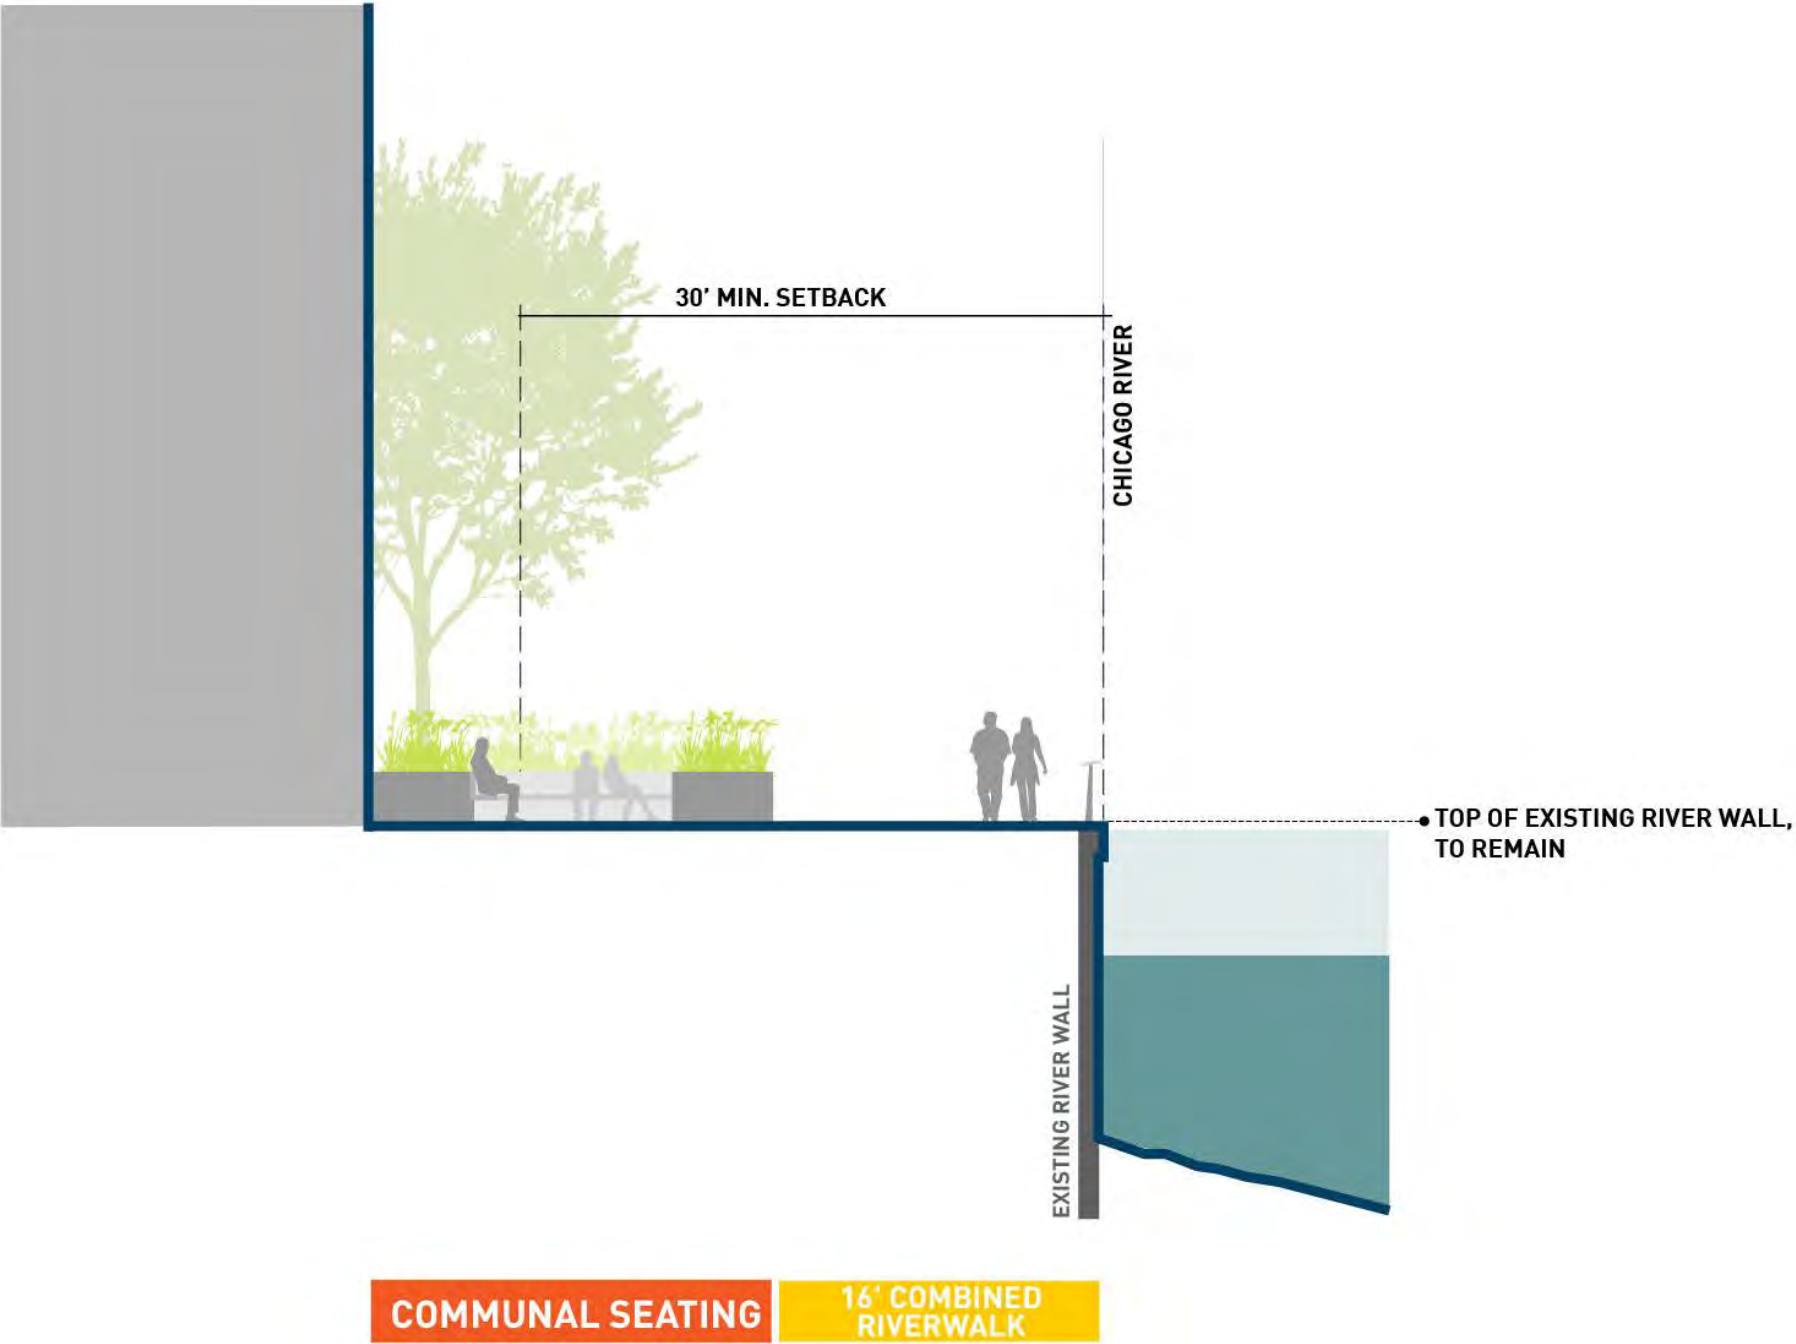 30' MIN. SETBACK
CHICAGO RIVER
TOP OF EXISTING RIVER WALL,
TO REMAIN
EXISTING RIVER WALL
COMMUNAL SEATING
16' COMBINED
RIVERWALK